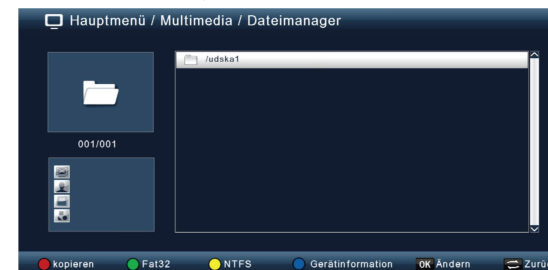 Hauptmenü / Multimedia / Dateimanager
/udska1
001/001
kopieren Fat32 NTFS Gerätinformation OK Ändern